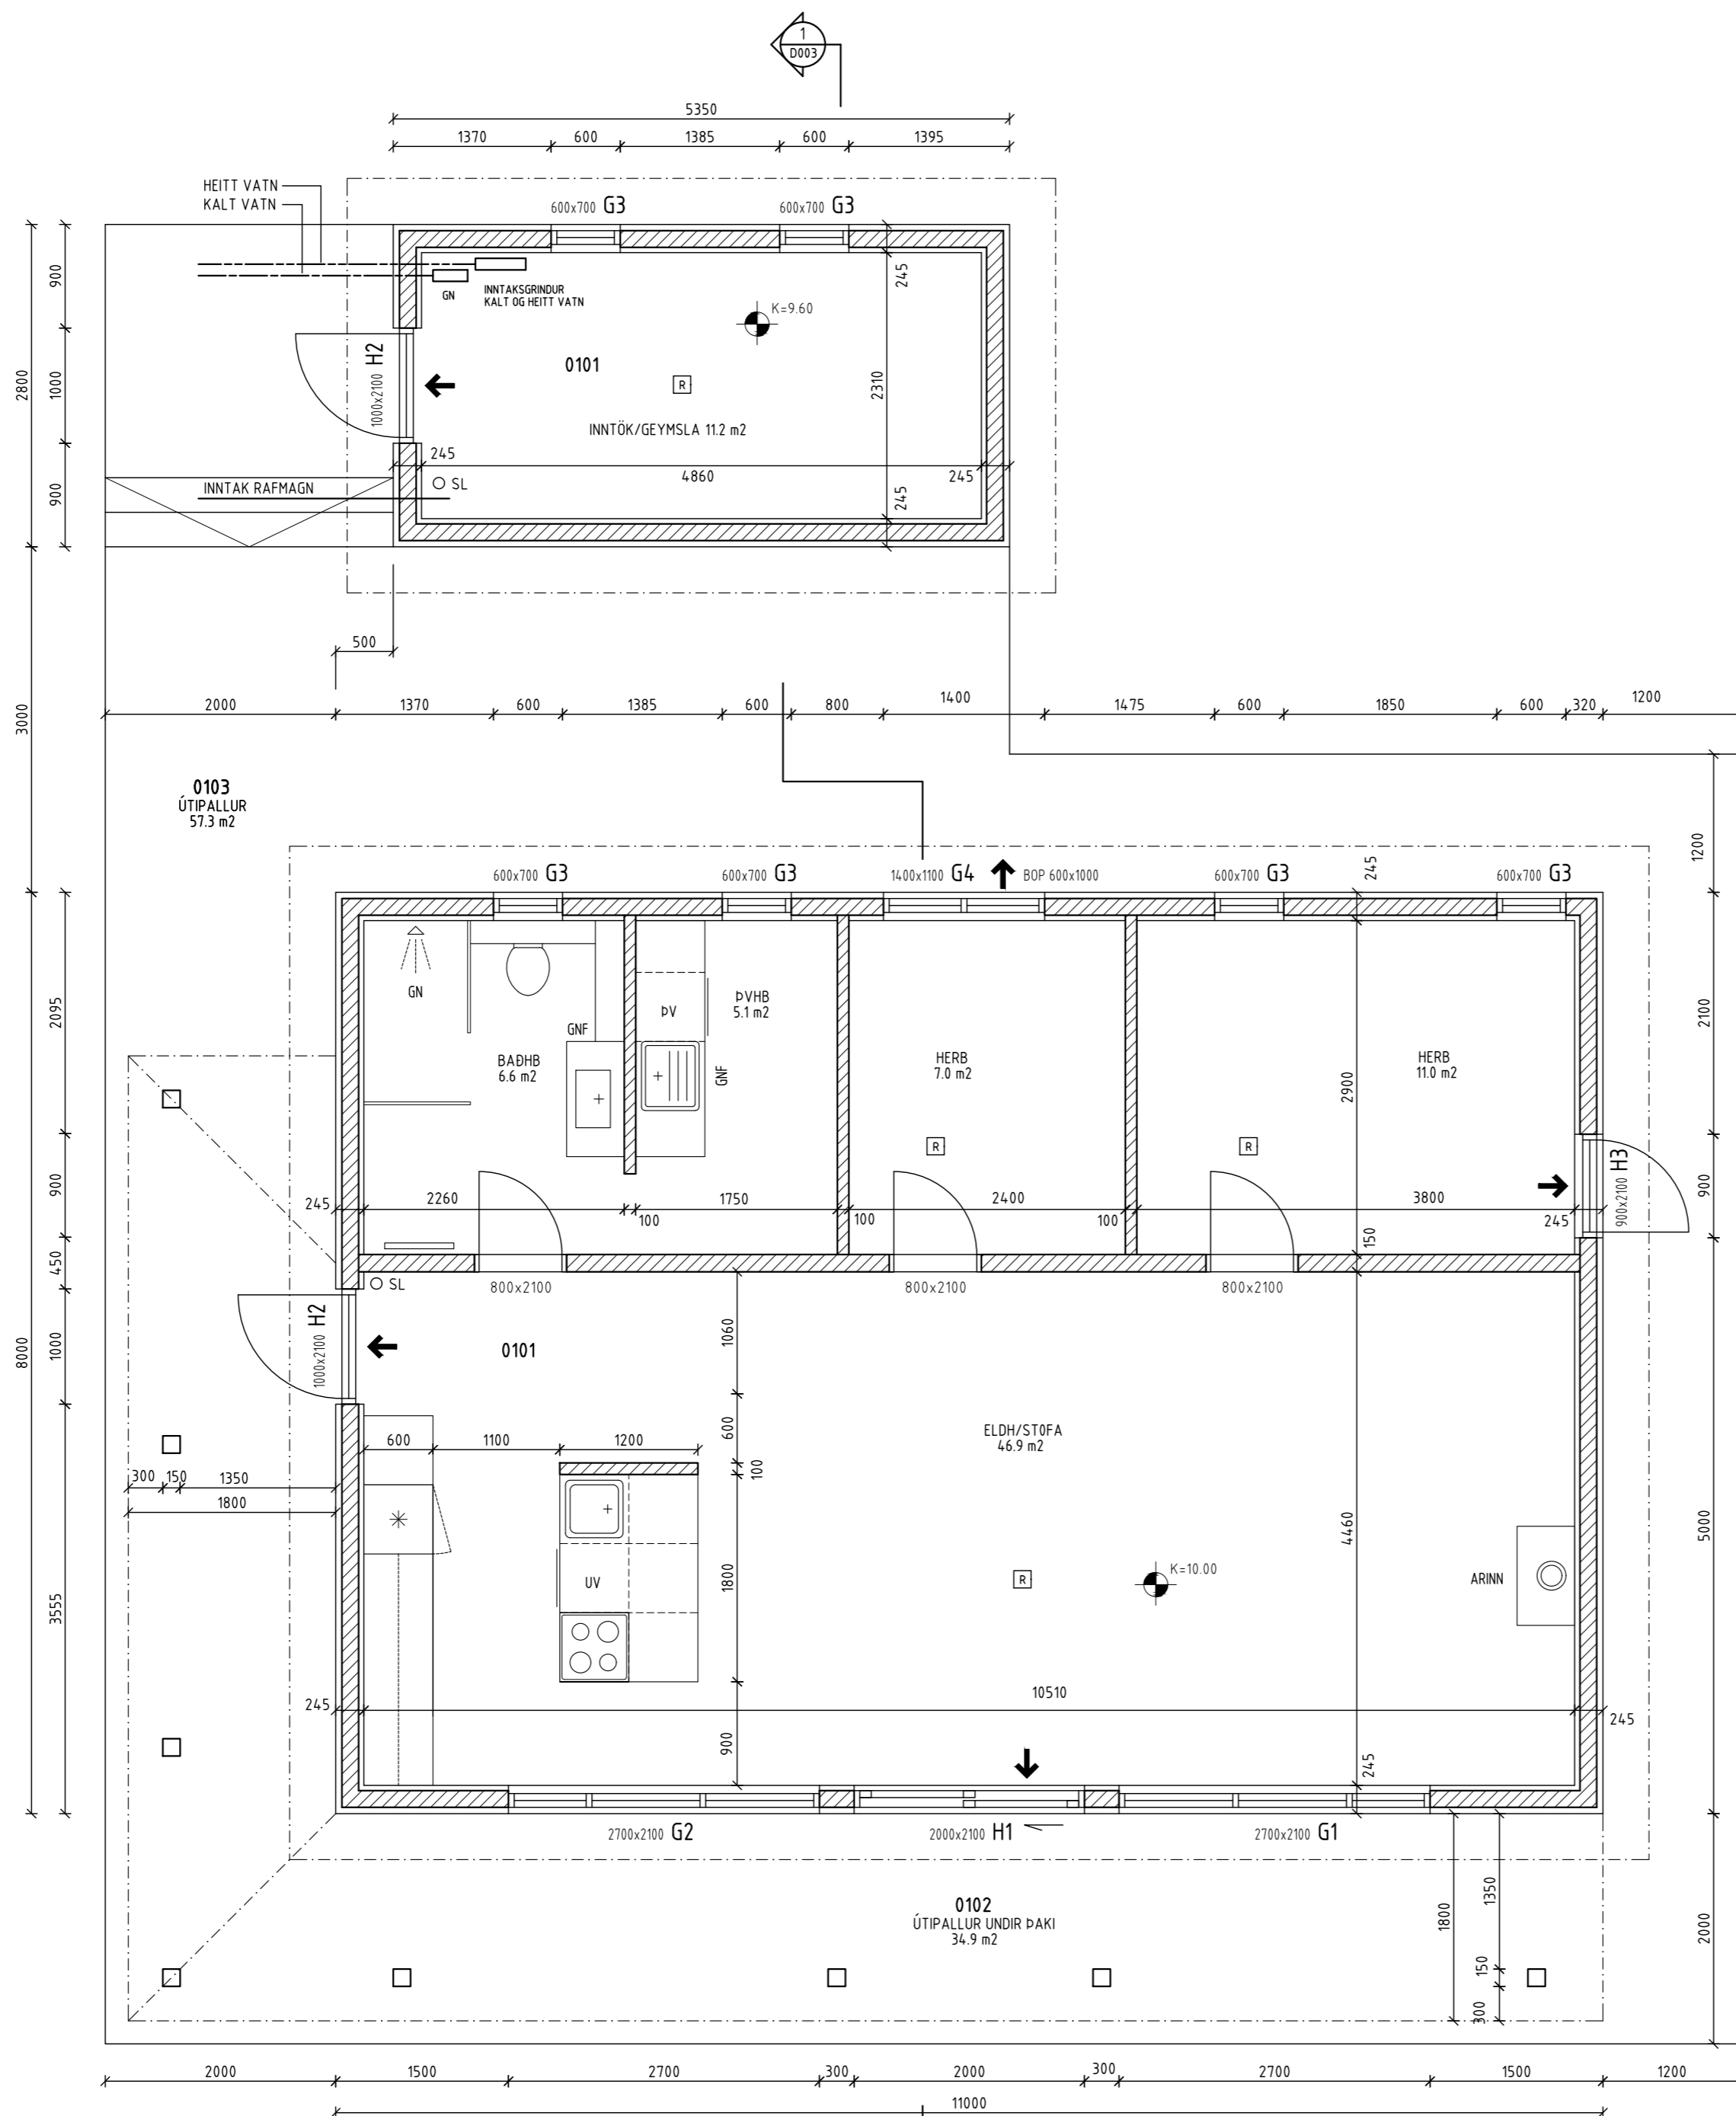 1
D003
5350
1370 600 1385 600 1395
HEITT VATN
KALT VATN
600x700 G3 600x700 G3
GN
INNTAKSGRINDUR
KALT OG HEITT VATN
245
K=9.60
900
2800
1000
900
1000x2100 H2
0101
R
2310
INNTÖK/GEYMSLA 11.2 m2
245 4860 245
SL
245
INNTAK RAFMAGN
500
3000
2000 1370 600 1385 600 800 1400 1475 600 1850 600 320 1200
0103
ÚTIPALLUR
57.3 m2
1200
600x700 G3 600x700 G3 1400x1100 G4 BOP 600x1000 600x700 G3 600x700 G3
245
GN
GNF
ÞV
ÞVHB
5.1 m2
GNF
BAÐHB
6.6 m2
HERB
7.0 m2
HERB
11.0 m2
2095
2100
2900
R R
900
900
900x2100 H3
245 2260 100 1750 100 2400 100 3800 245
150
450
SL
800x2100 800x2100 800x2100
1000x2100 H2
8000
1000
0101
1060
600
100
600 1100 1200
ELDH/STOFA
46.9 m2
300 150 1350
1800
4460
5000
3555
1800
UV
R
K=10.00
ARINN
245 10510 245
900
245
2700x2100 G2 2000x2100 H1 2700x2100 G1
0102
ÚTIPALLUR UNDIR ÞAKI
34.9 m2
1800
1350
150
300
2000
2000 1500 2700 300 2000 300 2700 1500 1200
11000